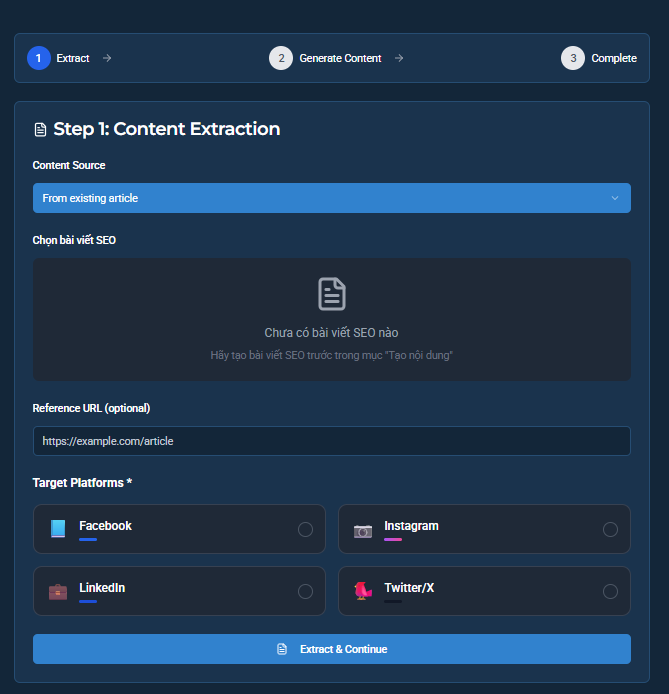 1 Extract
2 Generate Content
3 Complete
Step 1: Content Extraction
Content Source
From existing article
Chọn bài viết SEO
Chưa có bài viết SEO nào
Hãy tạo bài viết SEO trước trong mục "Tạo nội dung"
Reference URL (optional)
https://example.com/article
Target Platforms *
Facebook
Instagram
LinkedIn
Twitter/X
Extract & Continue